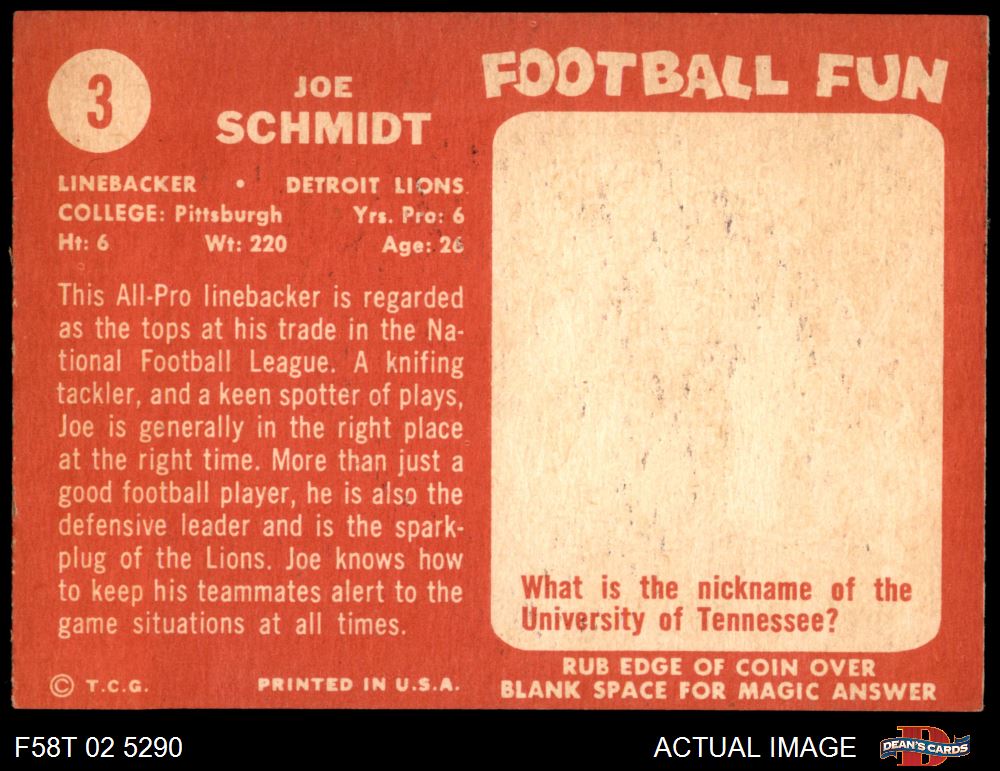 3
JOE
SCHMIDT
LINEBACKER • DETROIT LIONS
COLLEGE: Pittsburgh Yrs. Pro: 6
Ht: 6 Wt: 220 Age: 26
This All-Pro linebacker is regarded
as the tops at his trade in the Na-
tional Football League. A knifing
tackler, and a keen spotter of plays,
Joe is generally in the right place
at the right time. More than just a
good football player, he is also the
defensive leader and is the spark-
plug of the Lions. Joe knows how
to keep his teammates alert to the
game situations at all times.
© T.C.G. PRINTED IN U.S.A.
FOOTBALL FUN
What is the nickname of the
University of Tennessee?
RUB EDGE OF COIN OVER
BLANK SPACE FOR MAGIC ANSWER
F58T 02 5290
ACTUAL IMAGE
DEAN'S CARDS